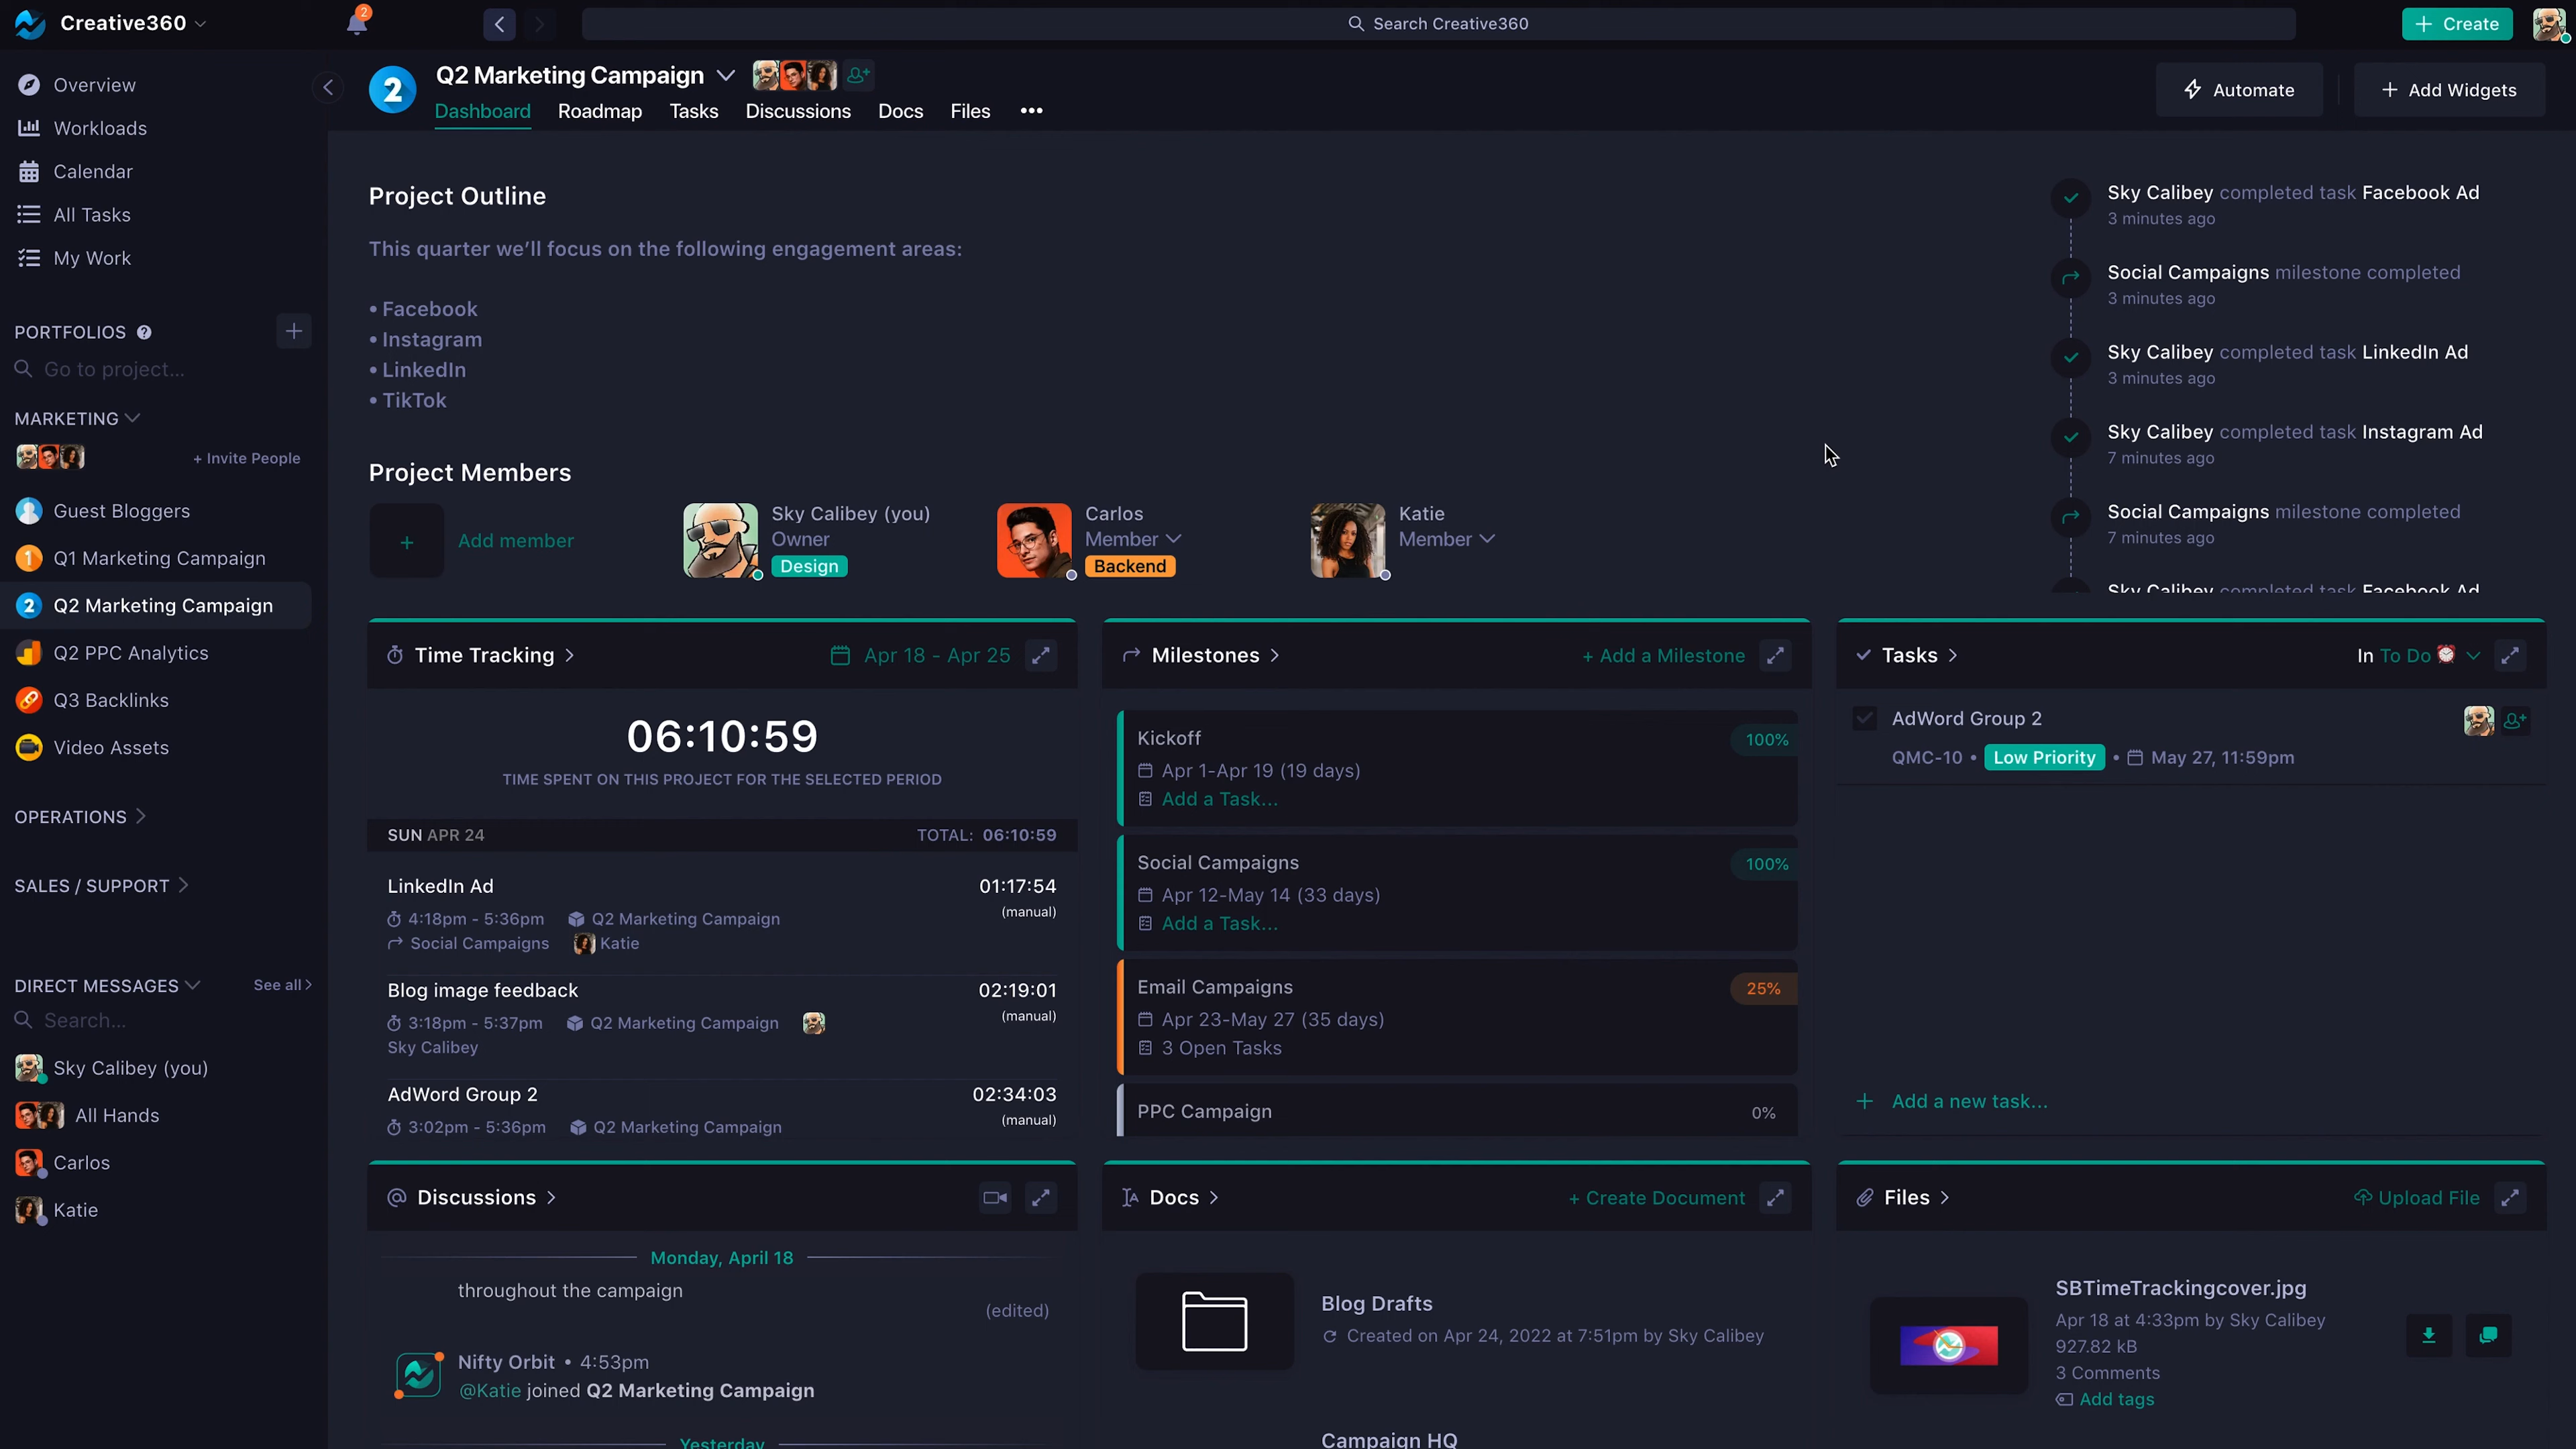 Creative360
2
Search Creative360
+ Create
Overview
Workloads
Calendar
All Tasks
My Work
PORTFOLIOS ?
+
Go to project...
MARKETING
+ Invite People
Guest Bloggers
1 Q1 Marketing Campaign
2 Q2 Marketing Campaign
Q2 PPC Analytics
Q3 Backlinks
Video Assets
OPERATIONS
SALES / SUPPORT
DIRECT MESSAGES
See all
Search...
Sky Calibey (you)
All Hands
Carlos
Katie
2
Q2 Marketing Campaign
Dashboard Roadmap Tasks Discussions Docs Files •••
Automate
+ Add Widgets
Project Outline
This quarter we'll focus on the following engagement areas:
• Facebook
• Instagram
• LinkedIn
• TikTok
Project Members
+ Add member
Sky Calibey (you)
Owner
Design
Carlos
Member
Backend
Katie
Member
Sky Calibey completed task Facebook Ad
3 minutes ago
Social Campaigns milestone completed
3 minutes ago
Sky Calibey completed task LinkedIn Ad
3 minutes ago
Sky Calibey completed task Instagram Ad
7 minutes ago
Social Campaigns milestone completed
7 minutes ago
Sky Calibey completed task Facebook Ad
Time Tracking
Apr 18 - Apr 25
06:10:59
TIME SPENT ON THIS PROJECT FOR THE SELECTED PERIOD
SUN APR 24 TOTAL: 06:10:59
LinkedIn Ad 01:17:54
4:18pm - 5:36pm Q2 Marketing Campaign (manual)
Social Campaigns Katie
Blog image feedback 02:19:01
3:18pm - 5:37pm Q2 Marketing Campaign (manual)
Sky Calibey
AdWord Group 2 02:34:03
3:02pm - 5:36pm Q2 Marketing Campaign (manual)
Milestones
+ Add a Milestone
Kickoff 100%
Apr 1-Apr 19 (19 days)
Add a Task...
Social Campaigns 100%
Apr 12-May 14 (33 days)
Add a Task...
Email Campaigns 25%
Apr 23-May 27 (35 days)
3 Open Tasks
PPC Campaign 0%
Tasks
In To Do
AdWord Group 2
QMC-10 • Low Priority • May 27, 11:59pm
+ Add a new task...
@ Discussions
Monday, April 18
throughout the campaign
(edited)
Nifty Orbit • 4:53pm
@Katie joined Q2 Marketing Campaign
Yesterday
Docs
+ Create Document
Blog Drafts
Created on Apr 24, 2022 at 7:51pm by Sky Calibey
Campaign HQ
Files
Upload File
SBTimeTrackingcover.jpg
Apr 18 at 4:33pm by Sky Calibey
927.82 kB
3 Comments
Add tags